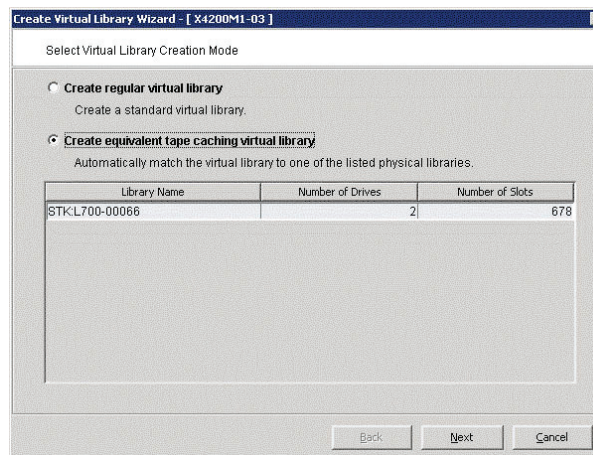 Create Virtual Library Wizard - [ X4200M1-03 ]
Select Virtual Library Creation Mode
Create regular virtual library
Create a standard virtual library.
Create equivalent tape caching virtual library
Automatically match the virtual library to one of the listed physical libraries.
Library Name Number of Drives Number of Slots
STK:L700-00066 2 678
Back Next Cancel